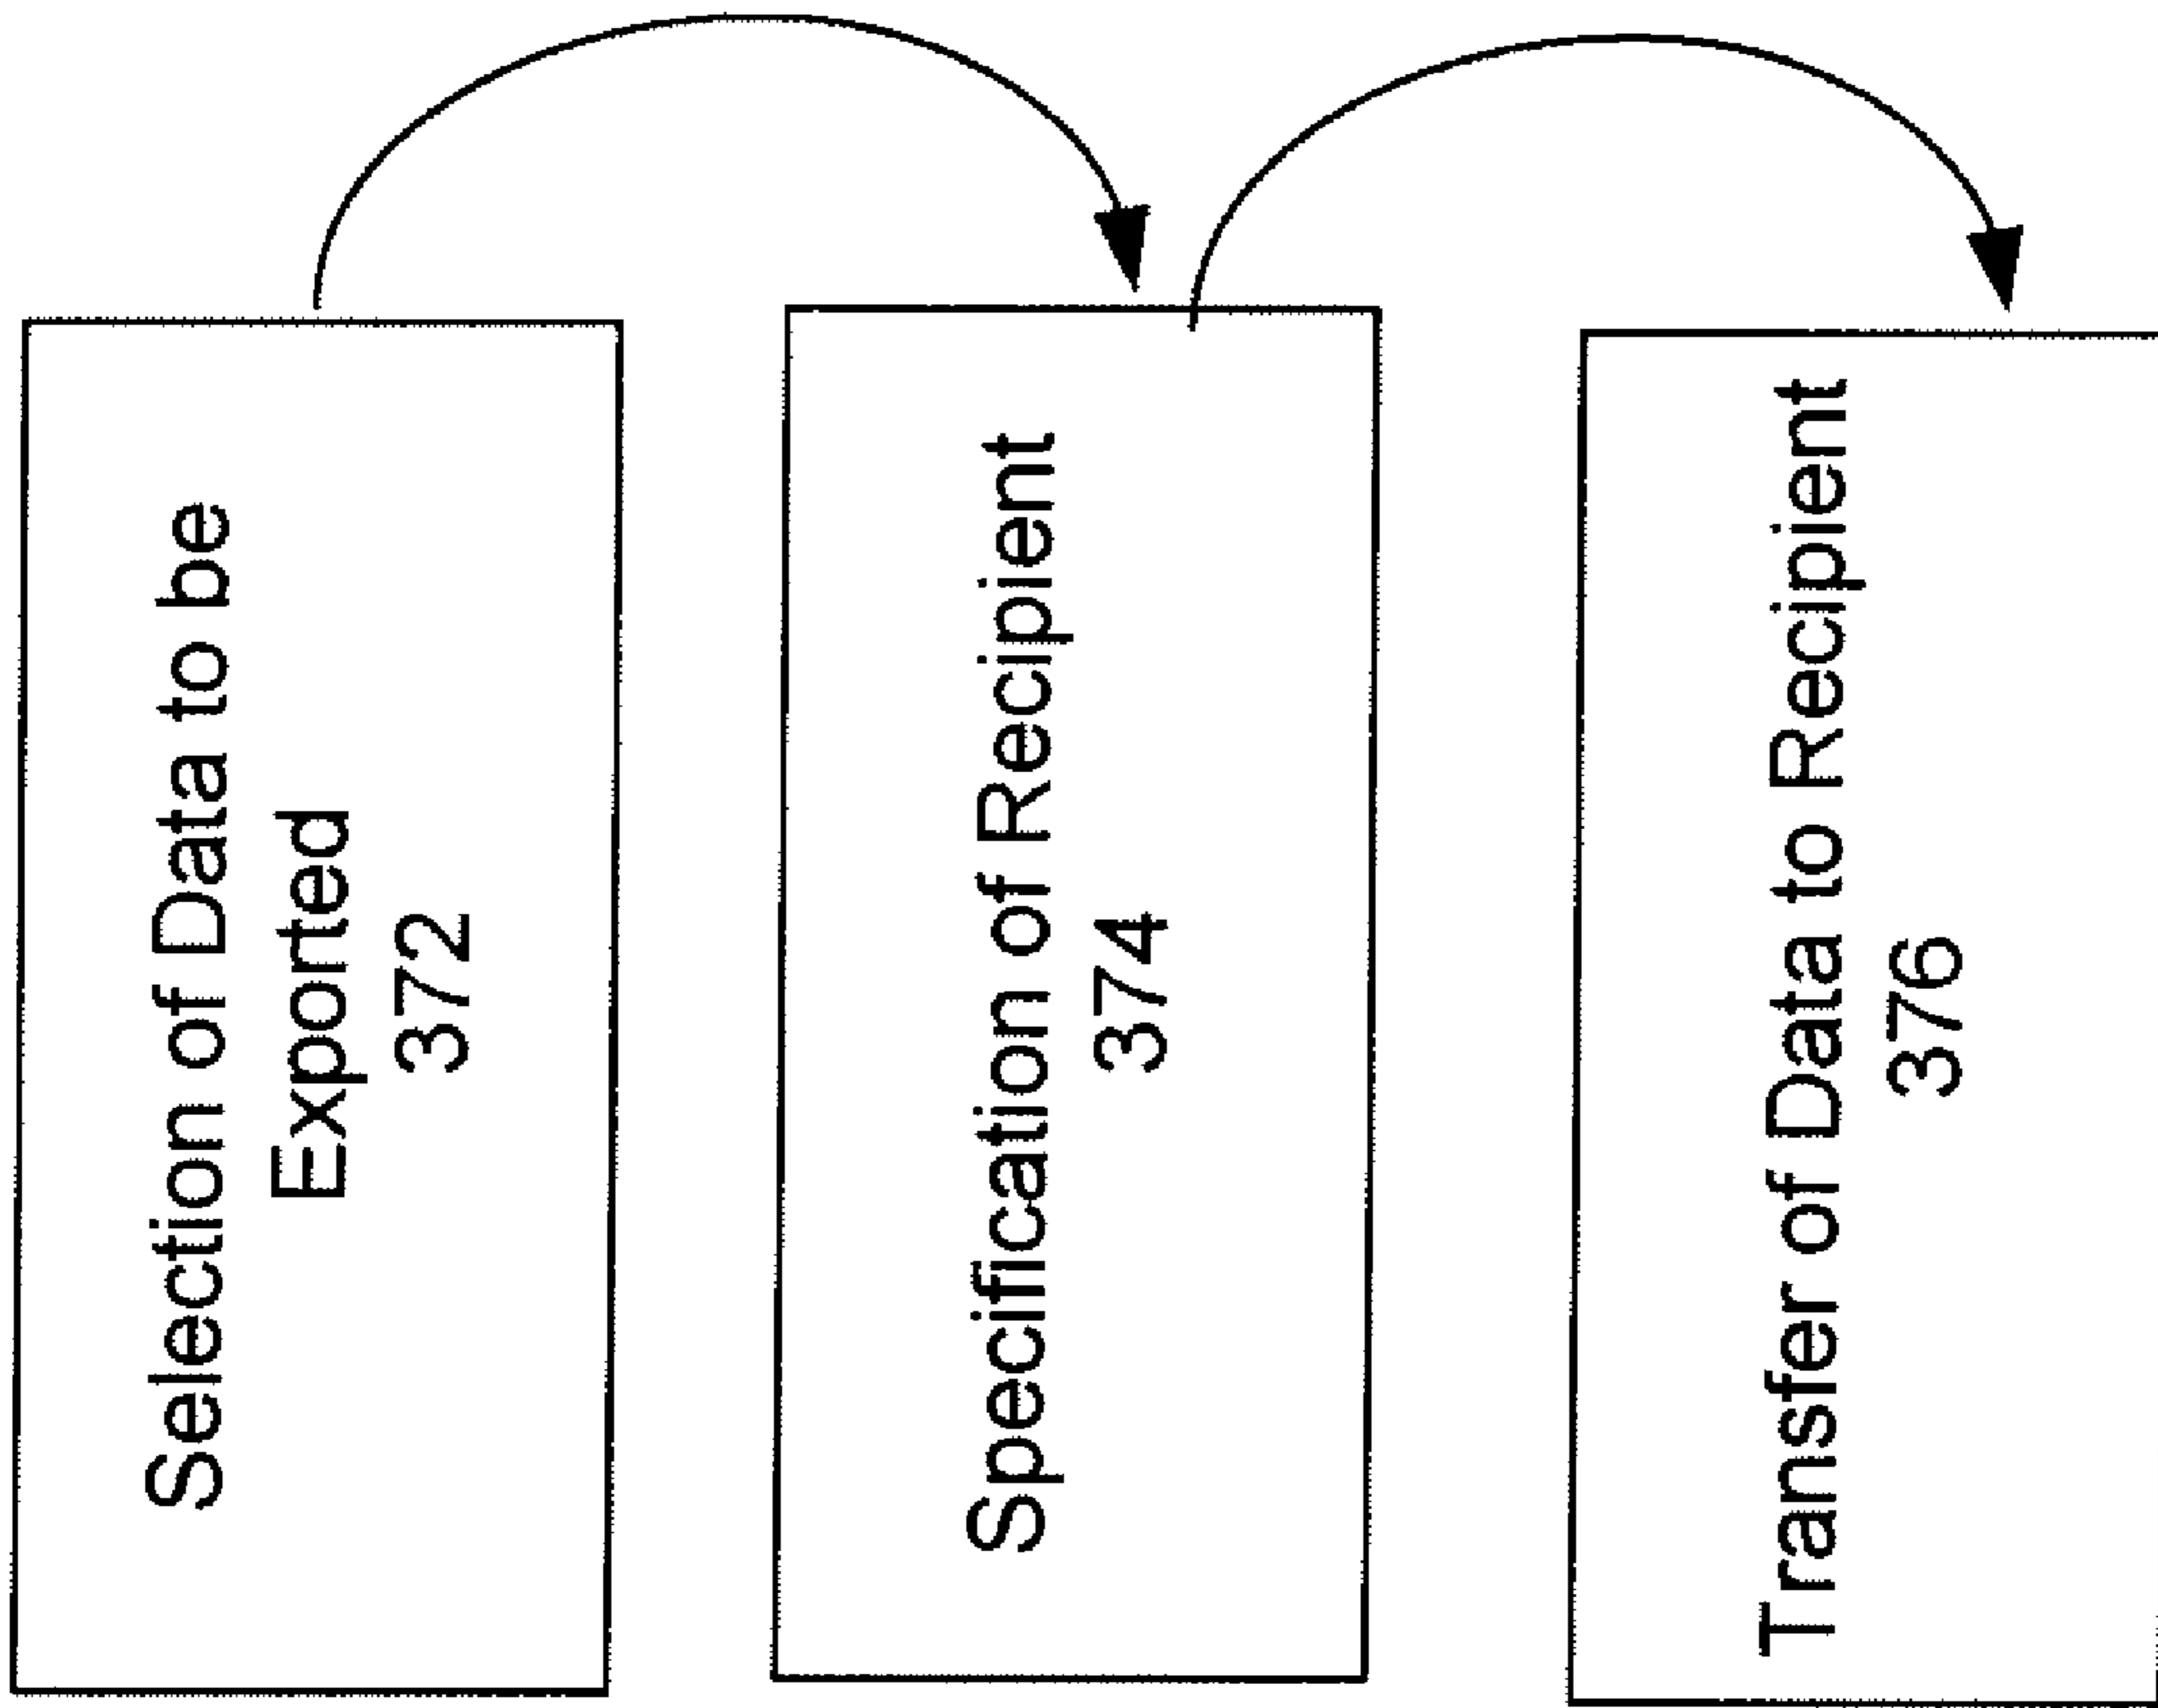 Selection of Data to be
Exported
372
Specification of Recipient
374
Transfer of Data to Recipient
376